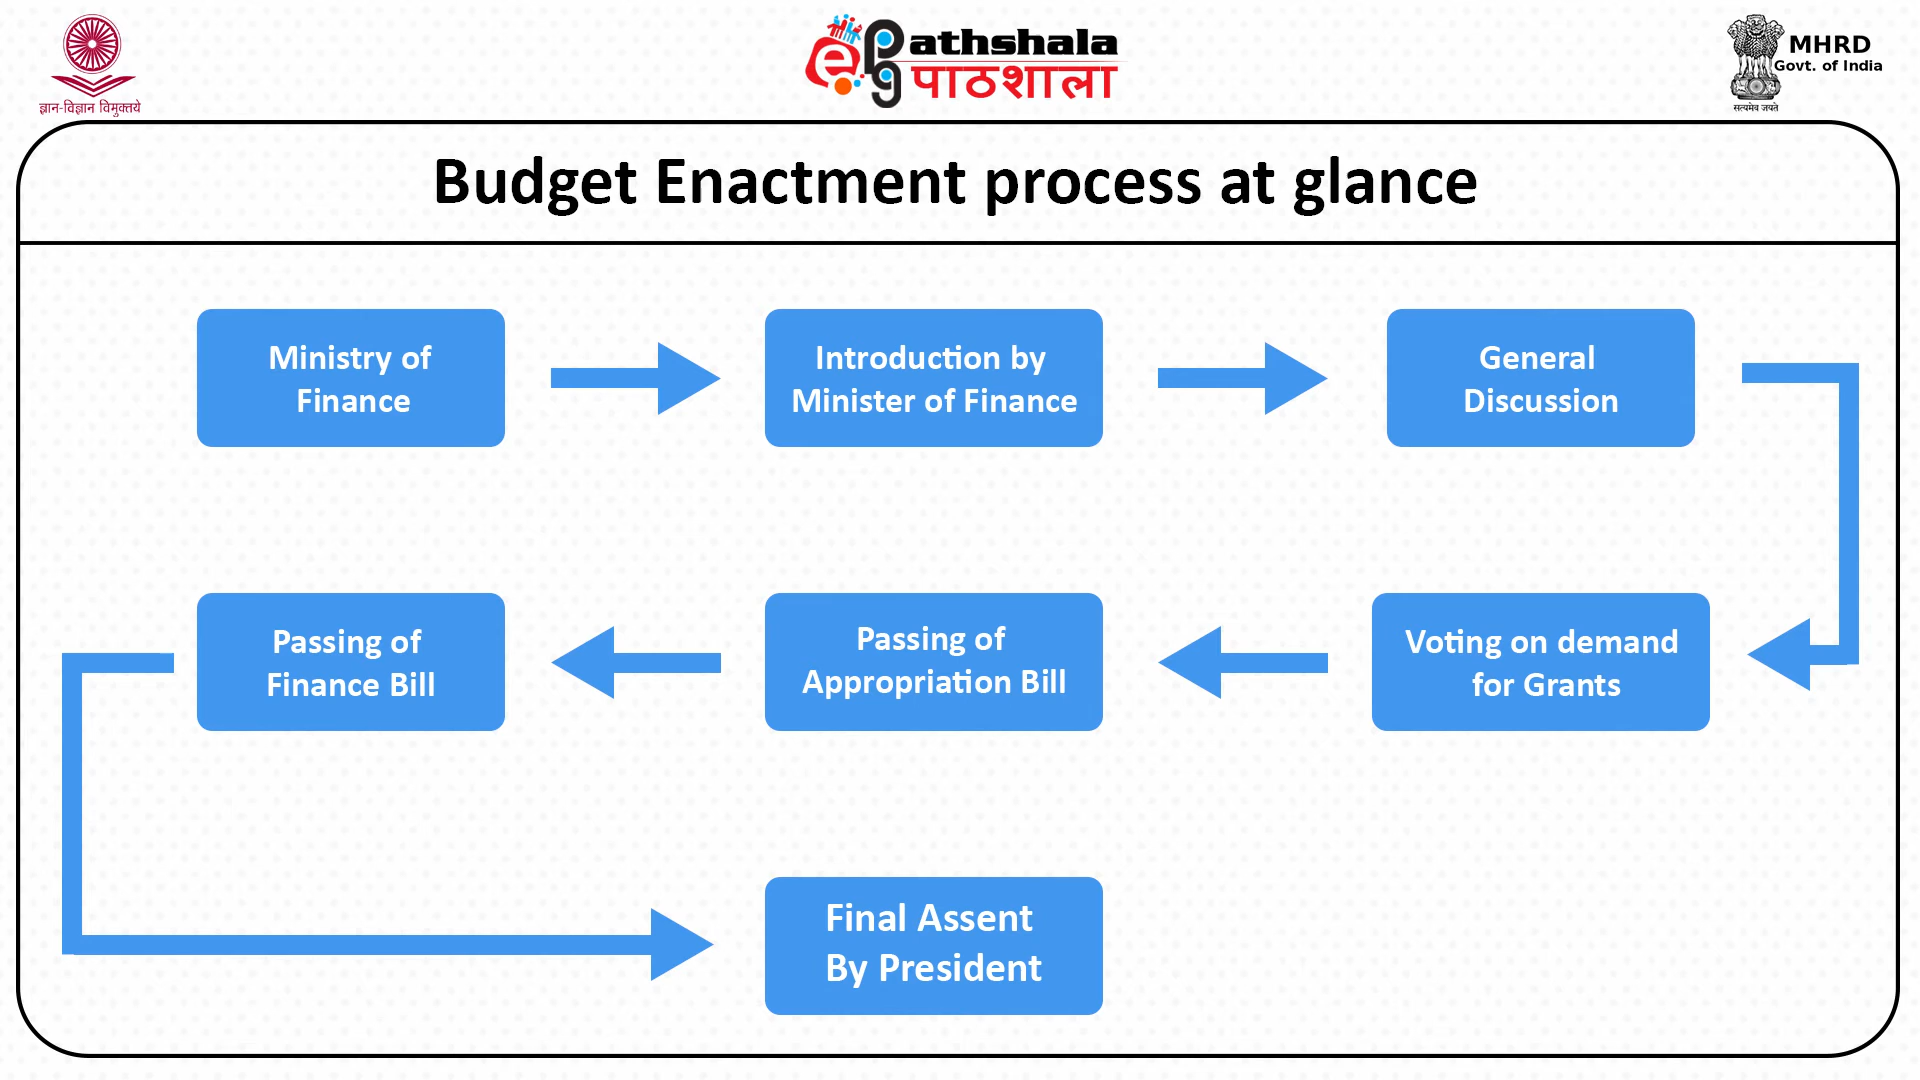 ज्ञान-विज्ञान विमुक्तये
e pg athshala
पाठशाला
MHRD
Govt. of India
सत्यमेव जयते
Budget Enactment process at glance
Ministry of
Finance
Introduction by
Minister of Finance
General
Discussion
Voting on demand
for Grants
Passing of
Appropriation Bill
Passing of
Finance Bill
Final Assent
By President